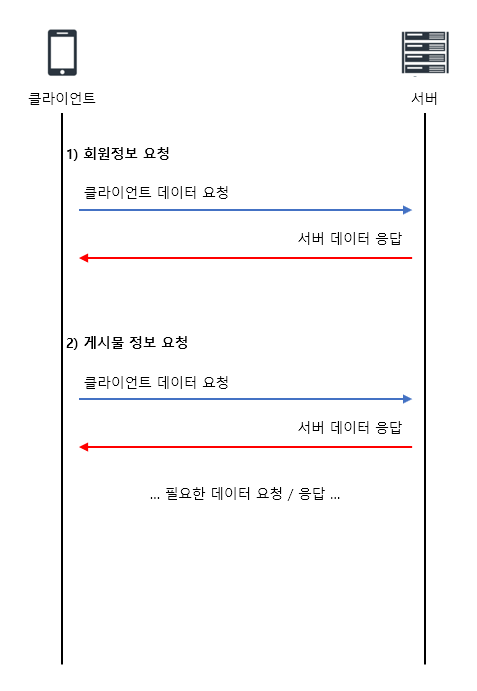 클라이언트
서버
1) 회원정보 요청
클라이언트 데이터 요청
서버 데이터 응답
2) 게시물 정보 요청
클라이언트 데이터 요청
서버 데이터 응답
... 필요한 데이터 요청 / 응답 ...